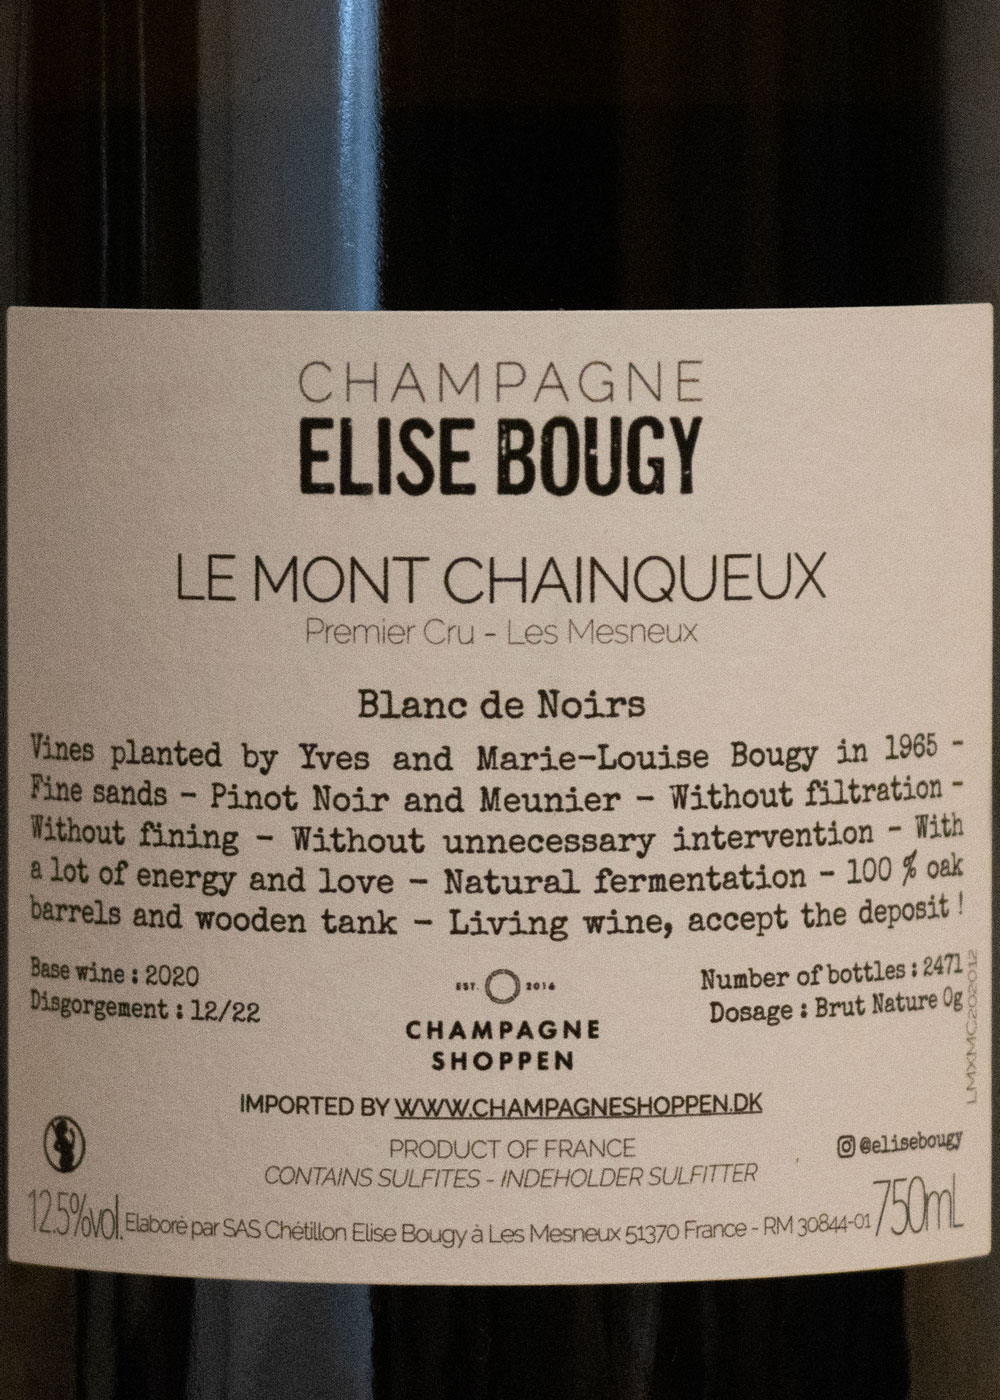 CHAMPAGNE
ELISE BOUGY
LE MONT CHAINQUEUX
Premier Cru - Les Mesneux
Blanc de Noirs
Vines planted by Yves and Marie-Louise Bougy in 1965 -
Fine sands - Pinot Noir and Meunier - Without filtration -
Without fining - Without unnecessary intervention - With
a lot of energy and love - Natural fermentation - 100 % oak
barrels and wooden tank - Living wine, accept the deposit !
Base wine : 2020
Disgorgement : 12/22
EST. 2016
CHAMPAGNE
SHOPPEN
Number of bottles : 2471
Dosage : Brut Nature 0g
LMXMC202012
IMPORTED BY WWW.CHAMPAGNESHOPPEN.DK
PRODUCT OF FRANCE
CONTAINS SULFITES - INDEHOLDER SULFITTER
@elisebougy
12.5%vol. Elaboré par SAS Chétillon Elise Bougy à Les Mesneux 51370 France - RM 30844-01 750mL